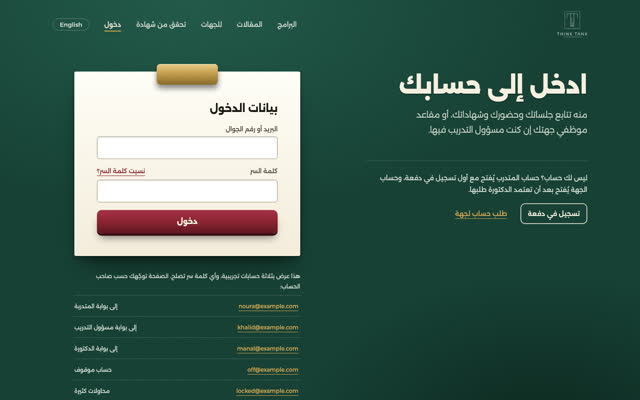 THINK TANK
البرامج
المقالات
للجهات
تحقق من شهادة
دخول
English
ادخل إلى حسابك
منه تتابع جلساتك وحضورك وشهاداتك، أو مقاعد
موظفي جهتك إن كنت مسؤول التدريب فيها.
ليس لك حساب؟ حساب المتدرب يُفتح مع أول تسجيل في دفعة، وحساب
الجهة يُفتح بعد أن تعتمد الدكتورة طلبها.
تسجيل في دفعة
طلب حساب لجهة
بيانات الدخول
البريد أو رقم الجوال
كلمة السر
نسيت كلمة السر؟
دخول
هذا عرض بثلاثة حسابات تجريبية، وأي كلمة سر تصلح. الصفحة توجّهك حسب صاحب
الحساب:
noura@example.com إلى بوابة المتدربة
khalid@example.com إلى بوابة مسؤول التدريب
manal@example.com إلى بوابة الدكتورة
off@example.com حساب موقوف
locked@example.com محاولات كثيرة